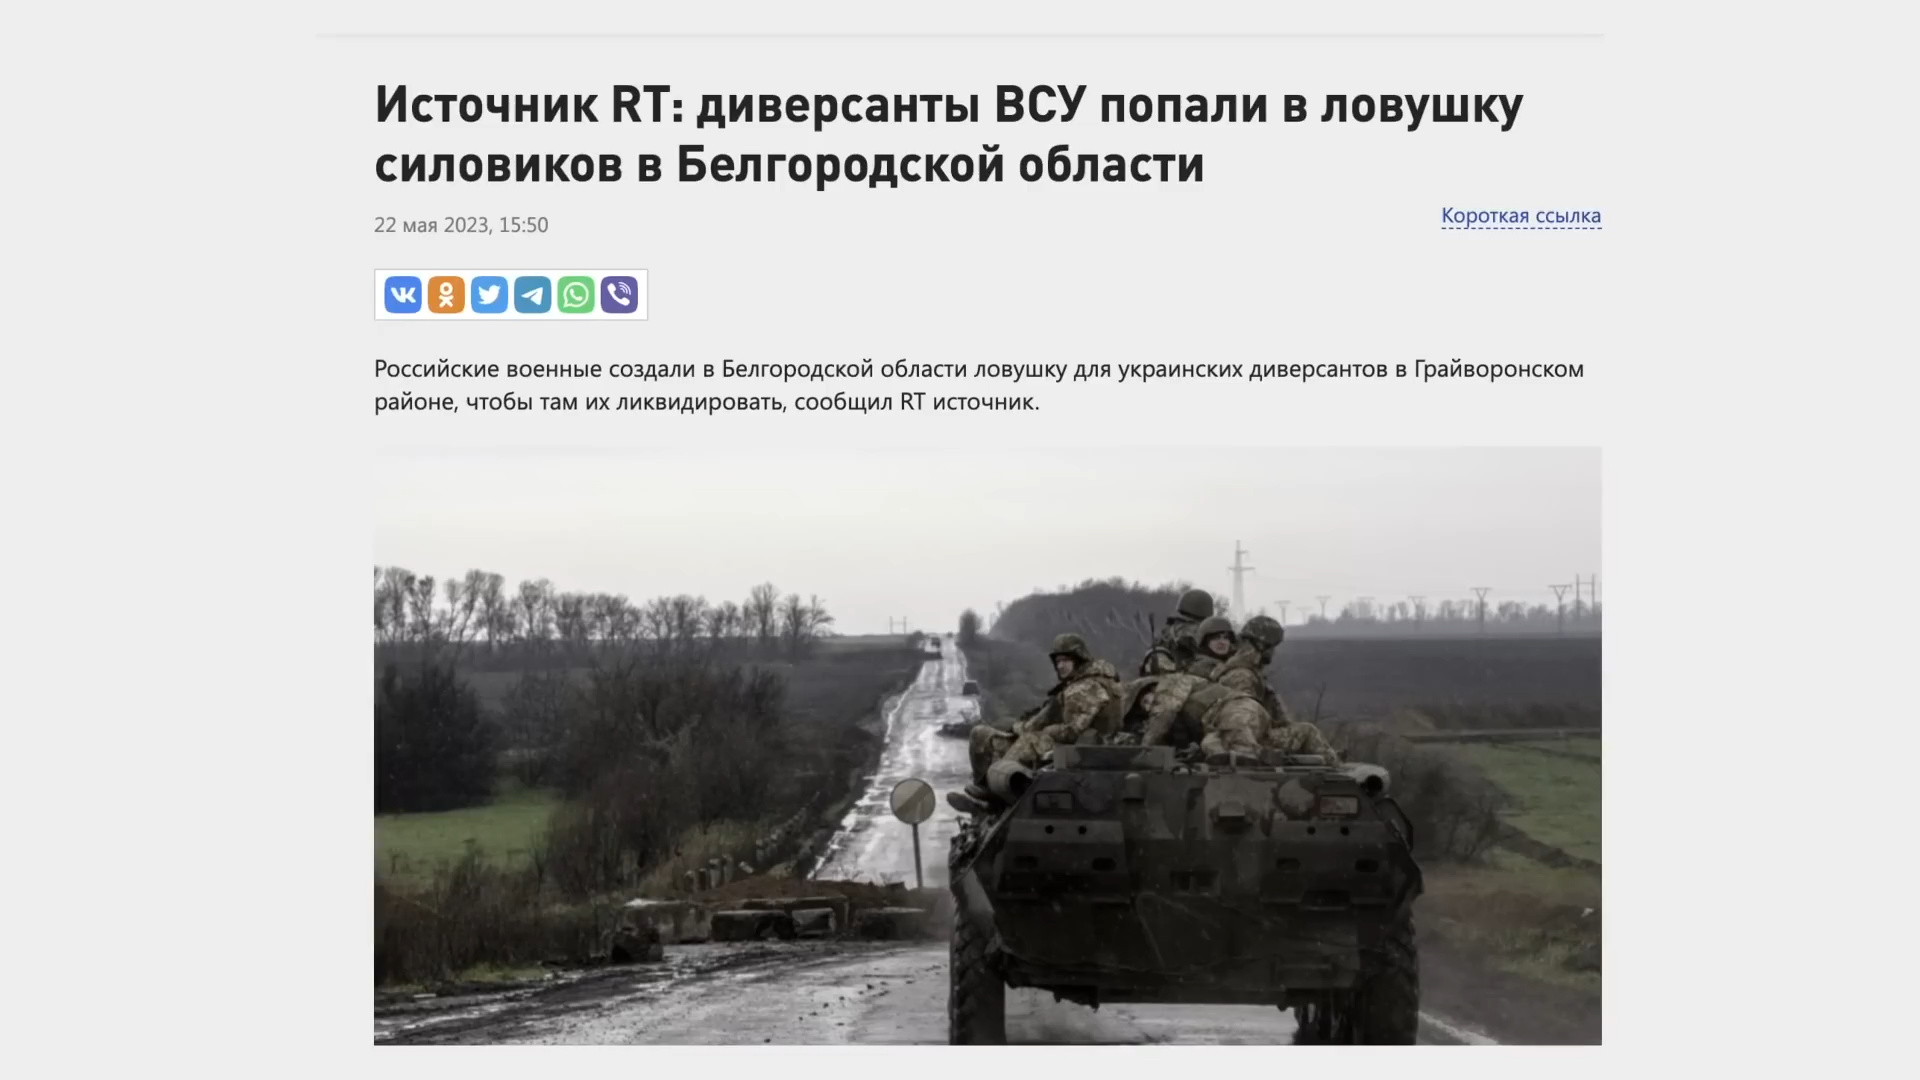 Источник RT: диверсанты ВСУ попали в ловушку
силовиков в Белгородской области
22 мая 2023, 15:50
Короткая ссылка
Российские военные создали в Белгородской области ловушку для украинских диверсантов в Грайворонском
районе, чтобы там их ликвидировать, сообщил RT источник.